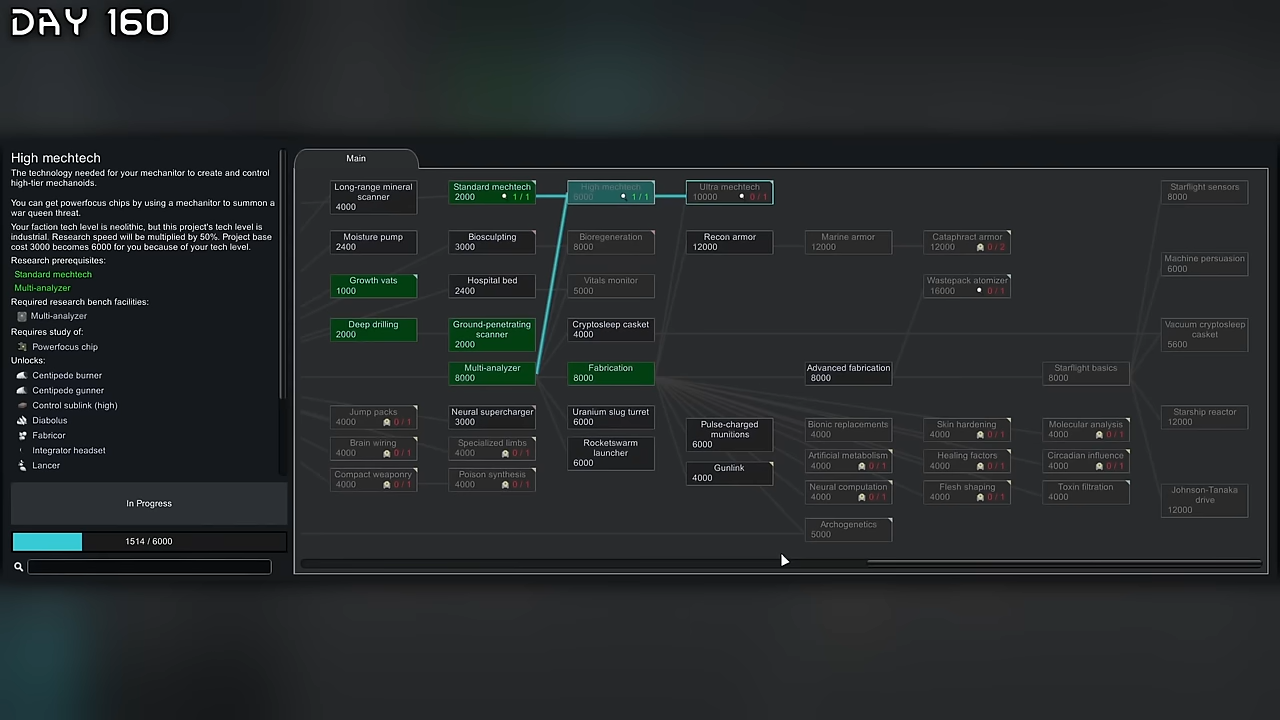 DAY 160
High mechtech
The technology needed for your mechanitor to create and control
high-tier mechanoids.
You can get powerfocus chips by using a mechanitor to summon a
war queen threat.
Your faction tech level is neolithic, but this project's tech level is
industrial. Research speed will be multiplied by 50%. Project base
cost 3000 becomes 6000 for you because of your tech level.
Research prerequisites:
Standard mechtech
Multi-analyzer
Required research bench facilities:
Multi-analyzer
Requires study of:
Powerfocus chip
Unlocks:
Centipede burner
Centipede gunner
Control sublink (high)
Diabolus
Fabricor
Integrator headset
Lancer
In Progress
1514 / 6000
Main
Long-range mineral
scanner
4000
Standard mechtech
2000 1 / 1
High mechtech
6000 1 / 1
Ultra mechtech
10000 0 / 1
Starflight sensors
8000
Moisture pump
2400
Biosculpting
3000
Bioregeneration
8000
Recon armor
12000
Marine armor
12000
Cataphract armor
12000 0 / 2
Machine persuasion
6000
Growth vats
1000
Hospital bed
2400
Vitals monitor
5000
Wastepack atomizer
16000 0 / 1
Deep drilling
2000
Ground-penetrating
scanner
2000
Cryptosleep casket
4000
Vacuum cryptosleep
casket
5600
Multi-analyzer
8000
Fabrication
8000
Advanced fabrication
8000
Starflight basics
8000
Jump packs
4000 0 / 1
Neural supercharger
3000
Uranium slug turret
6000
Pulse-charged
munitions
6000
Bionic replacements
4000
Skin hardening
4000 0 / 1
Molecular analysis
4000 0 / 1
Starship reactor
12000
Brain wiring
4000 0 / 1
Specialized limbs
4000 0 / 1
Rocketswarm
launcher
6000
Artificial metabolism
4000 0 / 1
Healing factors
4000 0 / 1
Circadian influence
4000 0 / 1
Compact weaponry
4000 0 / 1
Poison synthesis
4000 0 / 1
Gunlink
4000
Neural computation
4000 0 / 1
Flesh shaping
4000 0 / 1
Toxin filtration
4000
Johnson-Tanaka
drive
12000
Archogenetics
5000